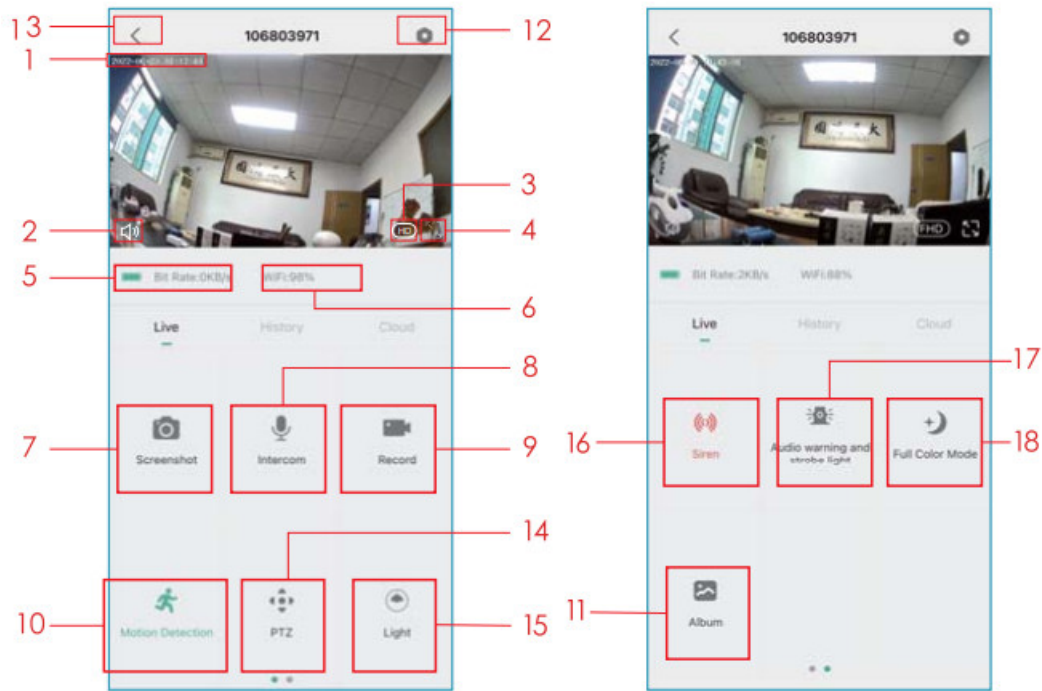 13
106803971
12
1
3
2
HD
4
5
Bit Rate:0KB/s
WiFi:98%
6
Live
History
Cloud
8
7
Screenshot
Intercom
Record
9
14
10
Motion Detection
PTZ
Light
15
106803971
FHD
Bit Rate:2KB/s
WiFi:88%
Live
History
Cloud
17
16
Siren
Audio warning and
strobe light
Full Color Mode
18
11
Album